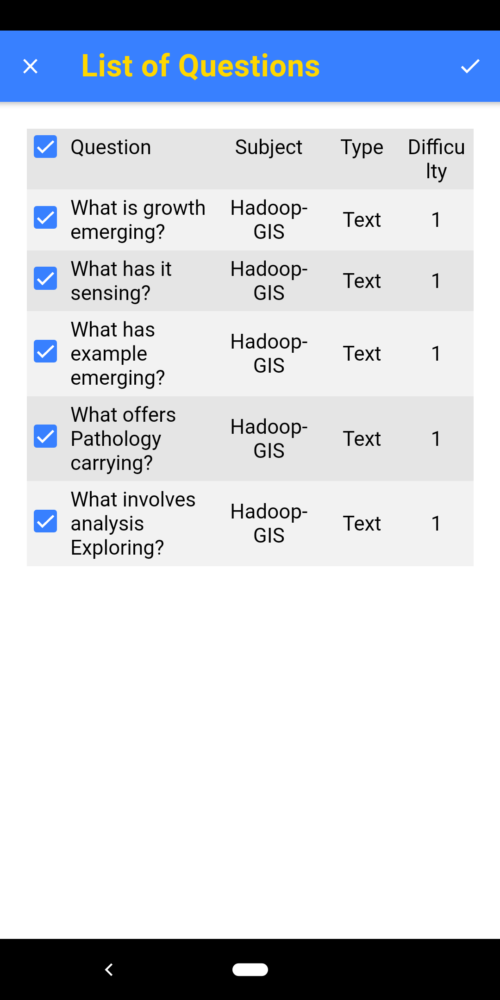 List of Questions
Question Subject Type Difficu
lty
What is growth
emerging?
Hadoop-
GIS
Text
1
What has it
sensing?
Hadoop-
GIS
Text
1
What has
example
emerging?
Hadoop-
GIS
Text
1
What offers
Pathology
carrying?
Hadoop-
GIS
Text
1
What involves
analysis
Exploring?
Hadoop-
GIS
Text
1